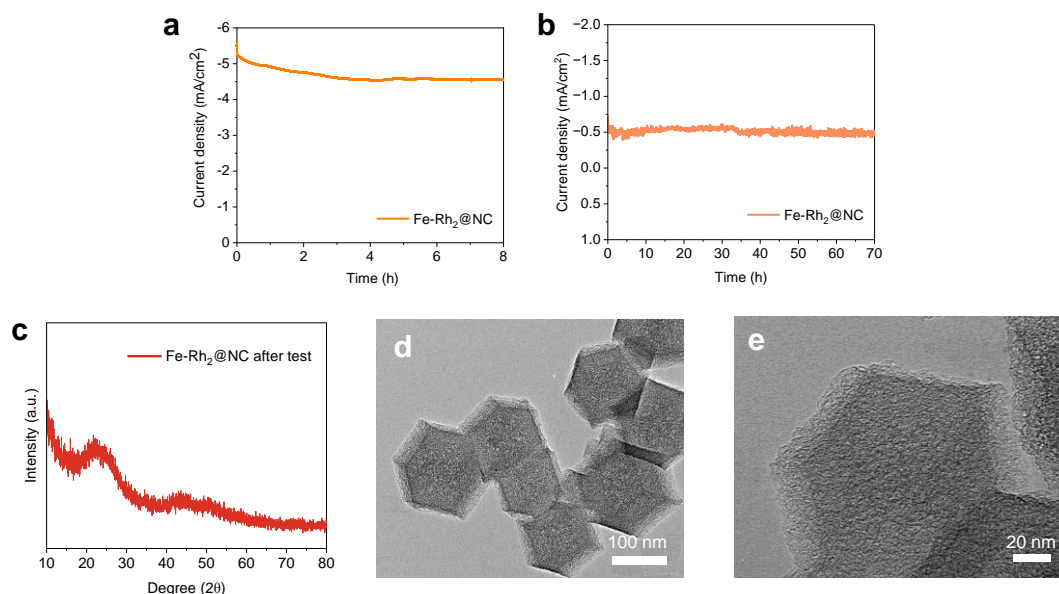 a
-6
-5
-4
-3
-2
-1
0
0 2 4 6 8
Current density (mA/cm²)
Time (h)
Fe-Rh₂@NC
b
−2.0
−1.5
−1.0
−0.5
0.0
0.5
1.0
0 10 20 30 40 50 60 70
Current density (mA/cm²)
Time (h)
Fe-Rh₂@NC
c
Fe-Rh₂@NC after test
Intensity (a.u.)
10 20 30 40 50 60 70 80
Degree (2θ)
d
100 nm
e
20 nm